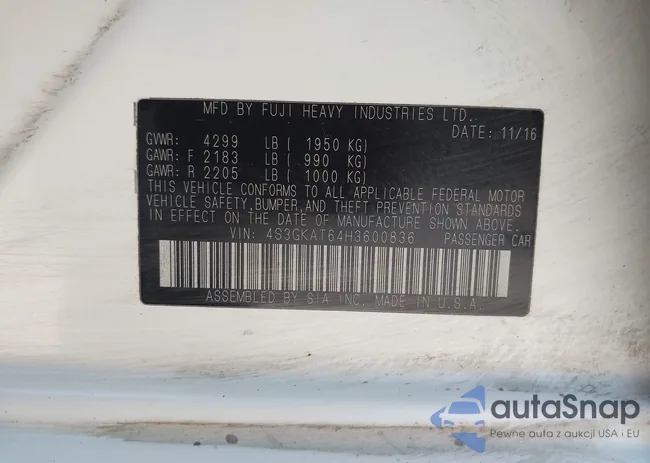 MFD BY FUJI HEAVY INDUSTRIES LTD.
DATE: 11/16
GVWR: 4299 LB ( 1950 KG)
GAWR: F 2183 LB ( 990 KG)
GAWR: R 2205 LB ( 1000 KG)
THIS VEHICLE CONFORMS TO ALL APPLICABLE FEDERAL MOTOR
VEHICLE SAFETY,BUMPER,AND THEFT PREVENTION STANDARDS
IN EFFECT ON THE DATE OF MANUFACTURE SHOWN ABOVE.
VIN: 4S3GKAT64H3600836 PASSENGER CAR
ASSEMBLED BY SIA INC. MADE IN U.S.A.
autaSnap
Pewne auta z aukcji USA i EU